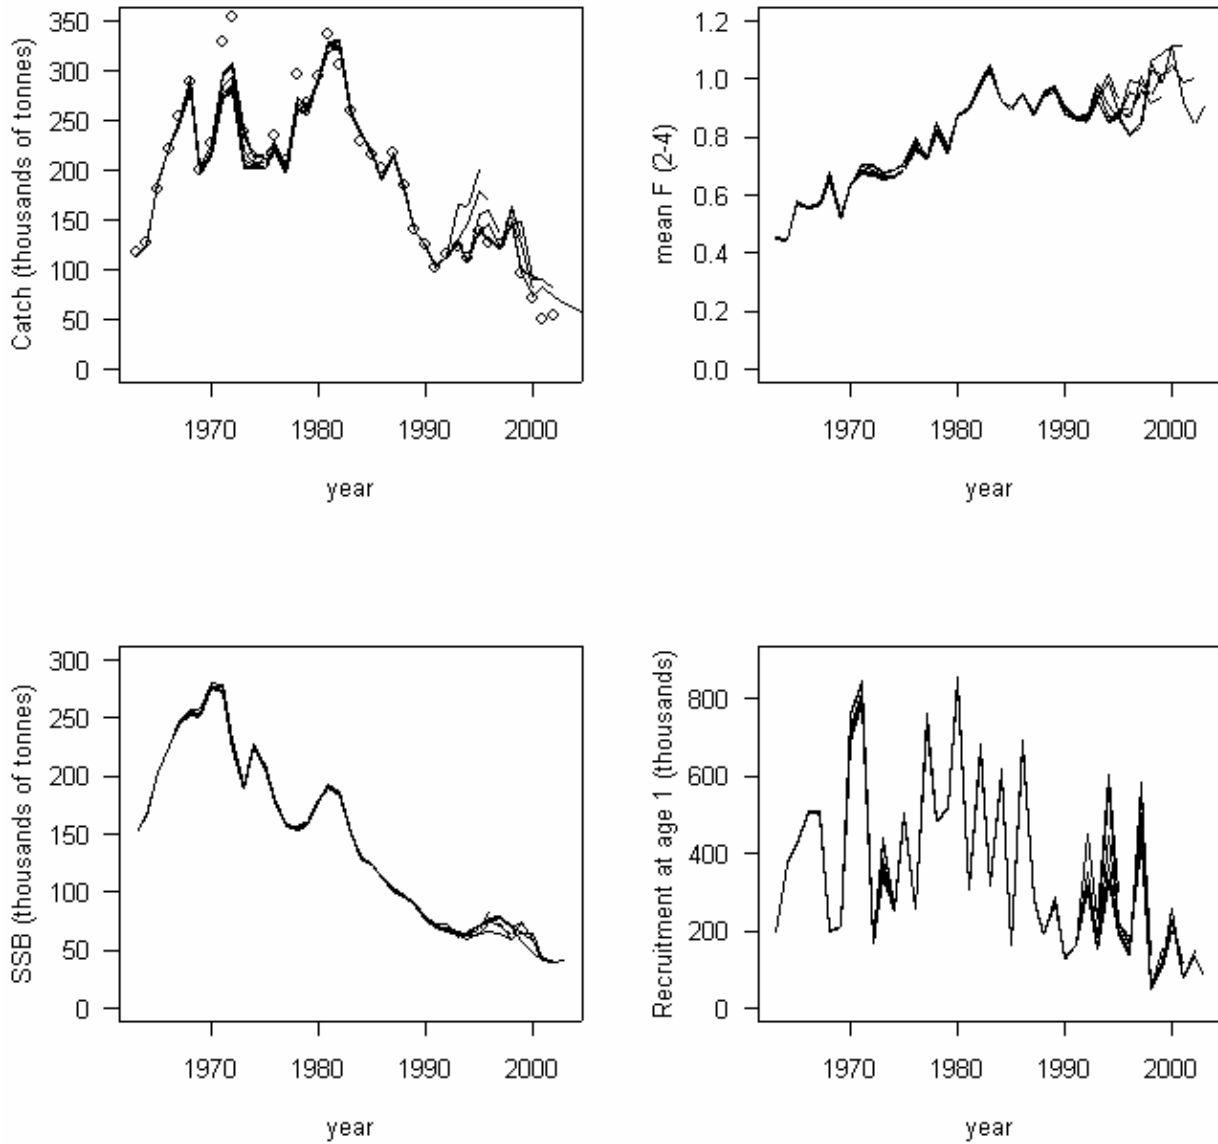 Catch (thousands of tonnes)
350
300
250
200
150
100
50
0
1970 1980 1990 2000
year
mean F (2-4)
1.2
1.0
0.8
0.6
0.4
0.2
0.0
1970 1980 1990 2000
year
SSB (thousands of tonnes)
300
250
200
150
100
50
0
1970 1980 1990 2000
year
Recruitment at age 1 (thousands)
800
600
400
200
0
1970 1980 1990 2000
year